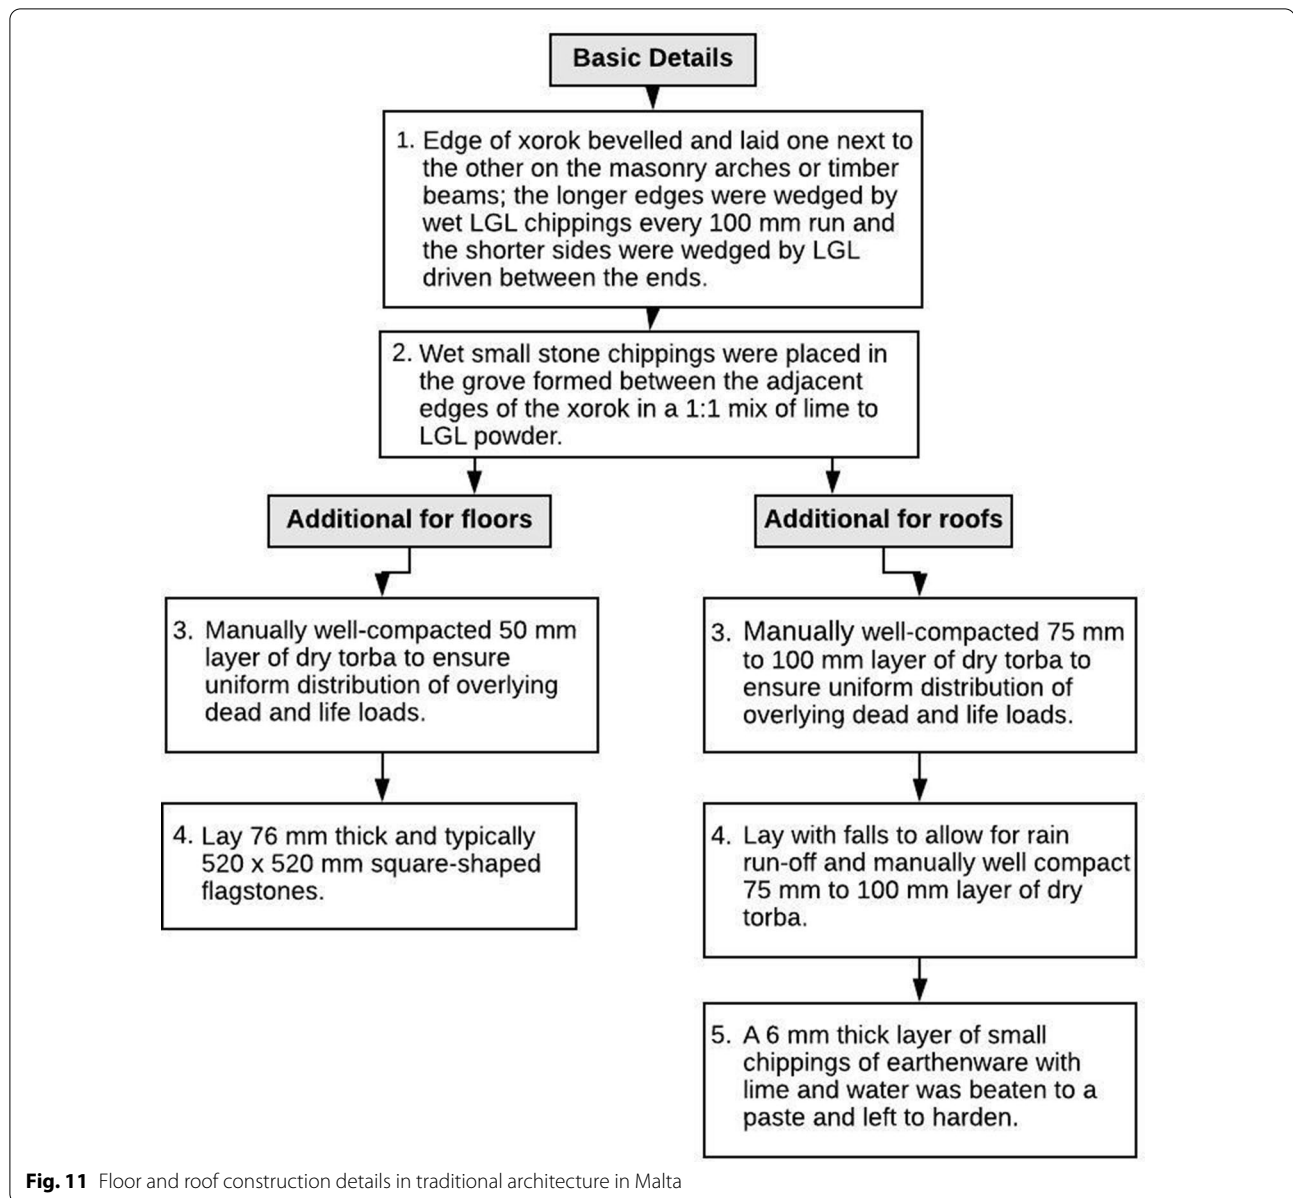 Basic Details
1. Edge of xorok bevelled and laid one next to
the other on the masonry arches or timber
beams; the longer edges were wedged by
wet LGL chippings every 100 mm run and
the shorter sides were wedged by LGL
driven between the ends.
2. Wet small stone chippings were placed in
the grove formed between the adjacent
edges of the xorok in a 1:1 mix of lime to
LGL powder.
Additional for floors
3. Manually well-compacted 50 mm
layer of dry torba to ensure
uniform distribution of overlying
dead and life loads.
4. Lay 76 mm thick and typically
520 x 520 mm square-shaped
flagstones.
Additional for roofs
3. Manually well-compacted 75 mm
to 100 mm layer of dry torba to
ensure uniform distribution of
overlying dead and life loads.
4. Lay with falls to allow for rain
run-off and manually well compact
75 mm to 100 mm layer of dry
torba.
5. A 6 mm thick layer of small
chippings of earthenware with
lime and water was beaten to a
paste and left to harden.
Fig. 11 Floor and roof construction details in traditional architecture in Malta